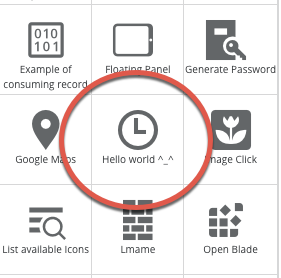 010
101
Example of
consuming record
Floating Panel
Generate Password
Google Maps
Hello world ^_^
Image Click
List available Icons
Lmame
Open Blade